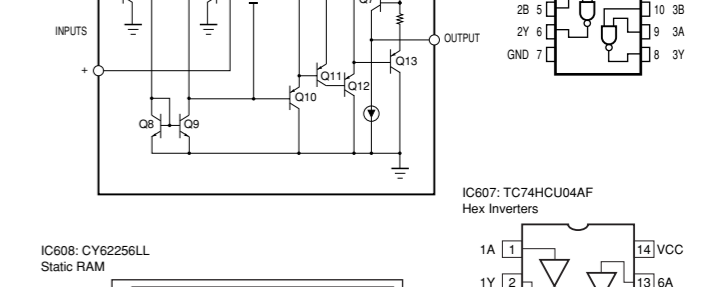 Q7
2B 5
10 3B
INPUTS
OUTPUT
2Y 6
9 3A
GND 7
8 3Y
+
Q11
Q13
Q12
Q10
Q8
Q9
IC607: TC74HCU04AF
Hex Inverters
IC608: CY62256LL
Static RAM
1A 1
14 VCC
1Y 2
13 6A